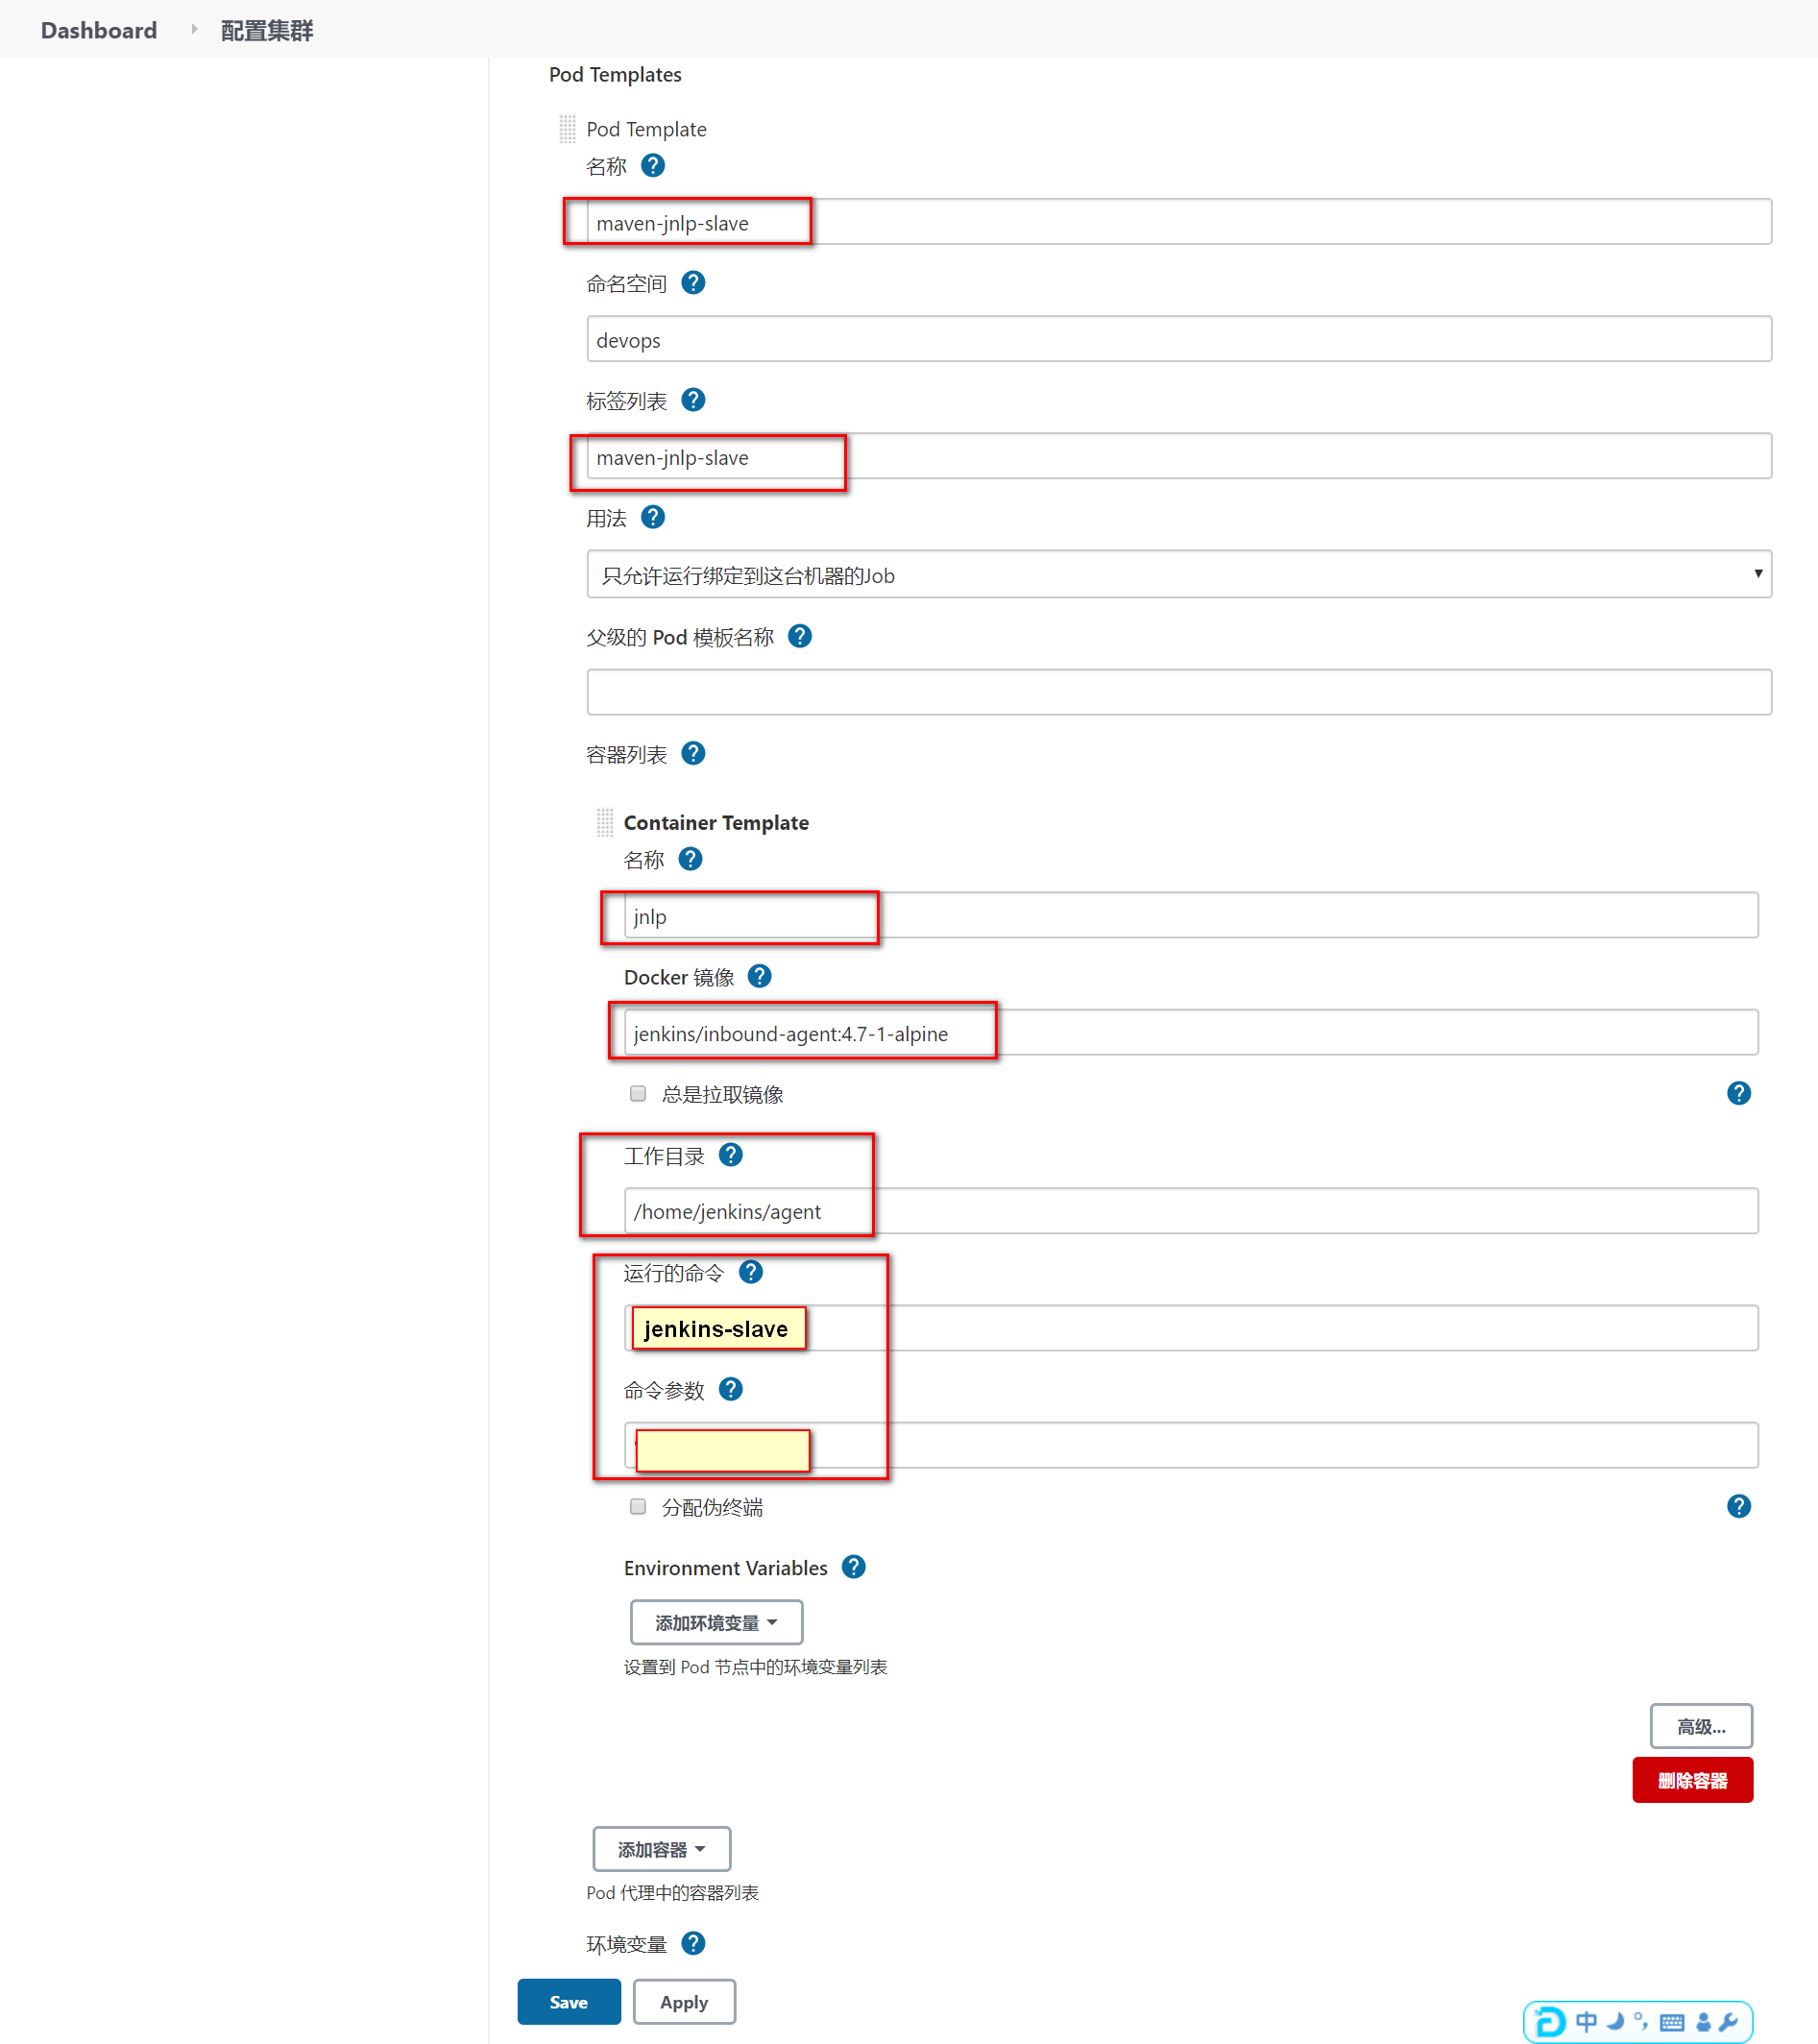 Dashboard 配置集群
Pod Templates
Pod Template
名称 ?
maven-jnlp-slave
命名空间 ?
devops
标签列表 ?
maven-jnlp-slave
用法 ?
只允许运行绑定到这台机器的Job
父级的 Pod 模板名称 ?
容器列表 ?
Container Template
名称 ?
jnlp
Docker 镜像 ?
jenkins/inbound-agent:4.7-1-alpine
总是拉取镜像 ?
工作目录 ?
/home/jenkins/agent
运行的命令 ?
jenkins-slave
命令参数 ?
分配伪终端 ?
Environment Variables ?
添加环境变量
设置到 Pod 节点中的环境变量列表
高级...
删除容器
添加容器
Pod 代理中的容器列表
环境变量 ?
Save Apply
中